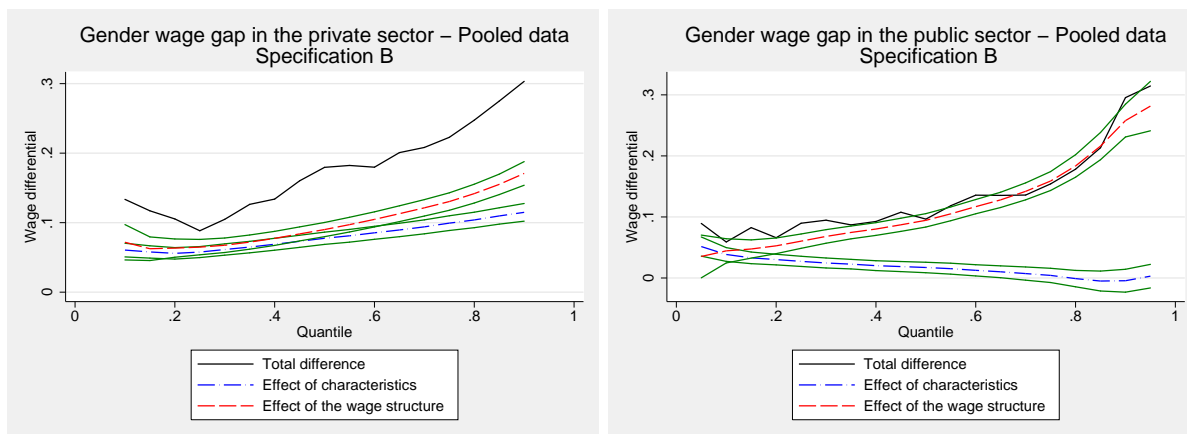 Gender wage gap in the private sector – Pooled data
Specification B
Wage differential
.3
.2
.1
0
0
.2
.4
.6
.8
1
Quantile
Total difference
Effect of characteristics
Effect of the wage structure
Gender wage gap in the public sector – Pooled data
Specification B
Wage differential
.3
.2
.1
0
0
.2
.4
.6
.8
1
Quantile
Total difference
Effect of characteristics
Effect of the wage structure